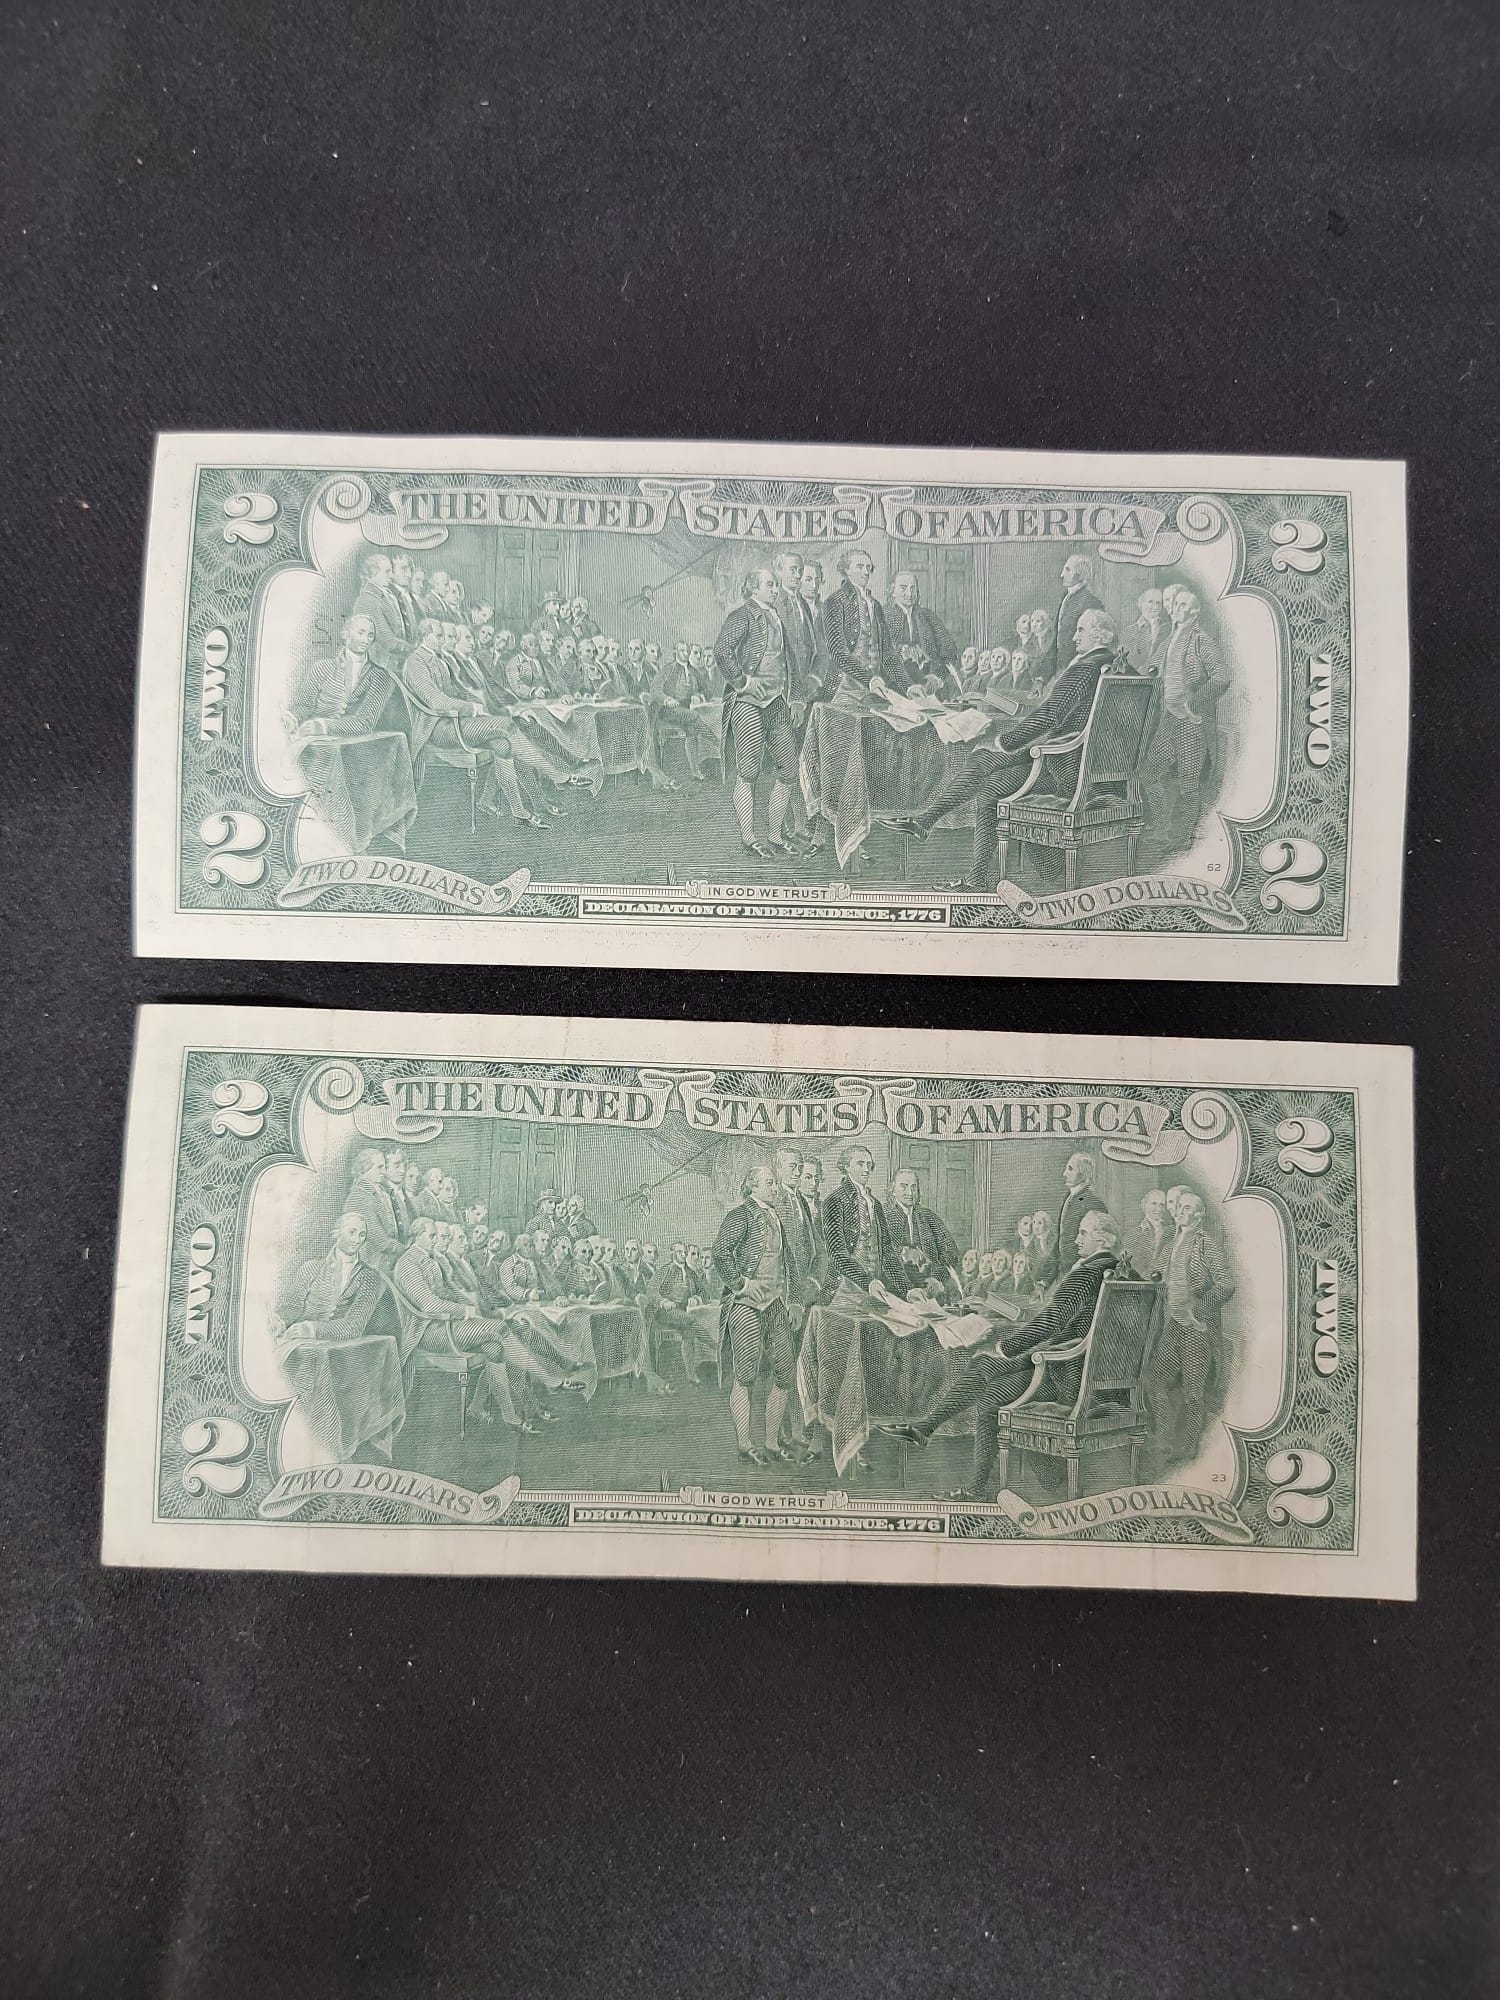 2 THE UNITED STATES OF AMERICA 2
TWO TWO
62
2 TWO DOLLARS IN GOD WE TRUST TWO DOLLARS 2
DECLARATION OF INDEPENDENCE, 1776
2 THE UNITED STATES OF AMERICA 2
TWO TWO
23
2 TWO DOLLARS IN GOD WE TRUST TWO DOLLARS 2
DECLARATION OF INDEPENDENCE, 1776